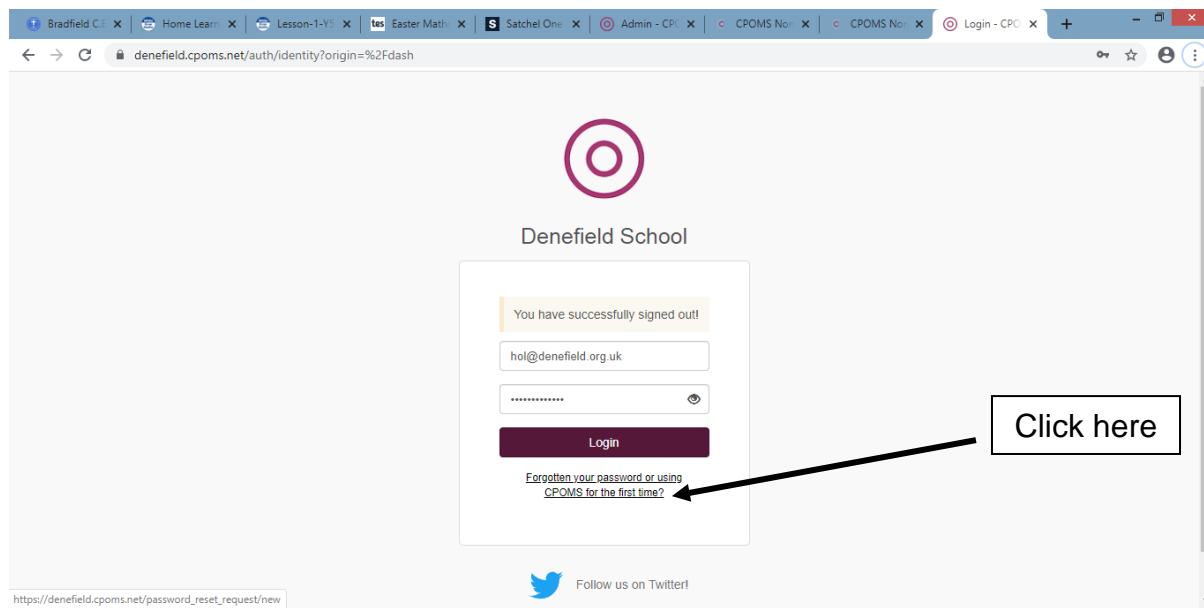 Bradfield C.E
Home Learn
Lesson-1-Y5
tes Easter Math
S Satchel One
Admin - CPO
c CPOMS Non
c CPOMS Non
Login - CPO
denefield.cpoms.net/auth/identity?origin=%2Fdash
Denefield School
You have successfully signed out!
hol@denefield.org.uk
•••••••••••••
Login
Forgotten your password or using
CPOMS for the first time?
Click here
Follow us on Twitter!
https://denefield.cpoms.net/password_reset_request/new